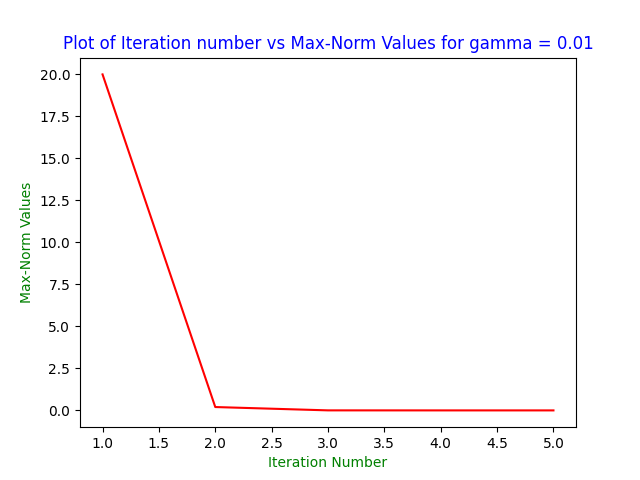 Plot of Iteration number vs Max-Norm Values for gamma = 0.01
20.0
17.5
15.0
12.5
10.0
7.5
5.0
2.5
0.0
Max-Norm Values
1.0 1.5 2.0 2.5 3.0 3.5 4.0 4.5 5.0
Iteration Number